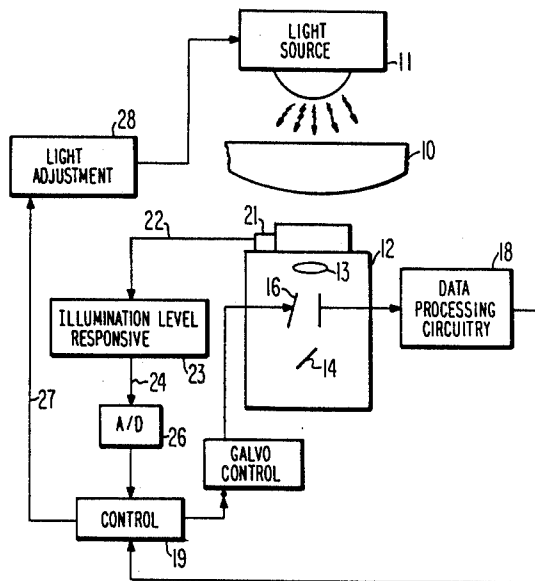 LIGHT
SOURCE
11
28
LIGHT
ADJUSTMENT
10
22
21
12
18
13
16
DATA
PROCESSING
CIRCUITRY
ILLUMINATION LEVEL
RESPONSIVE
23
14
27
24
A/D
26
GALVO
CONTROL
CONTROL
19